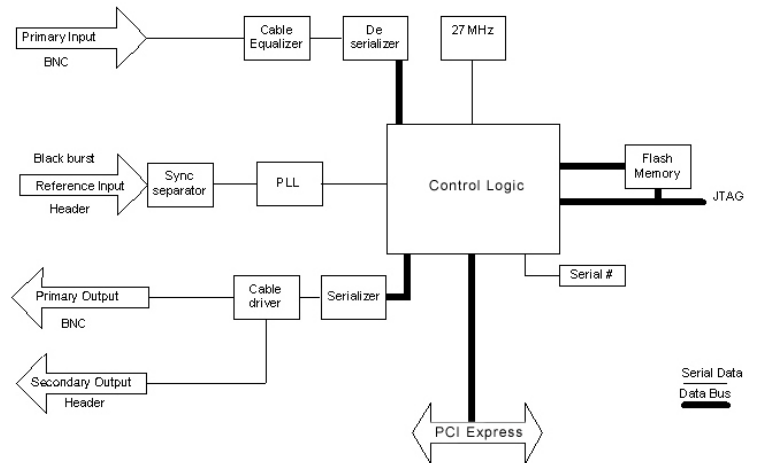 Primary Input
BNC
Cable
Equalizer
De
serializer
27 MHz
Black burst
Reference Input
Header
Sync
separator
PLL
Control Logic
Flash
Memory
JTAG
Serial #
Primary Output
BNC
Cable
driver
Serializer
Secondary Output
Header
PCI Express
Serial Data
Data Bus